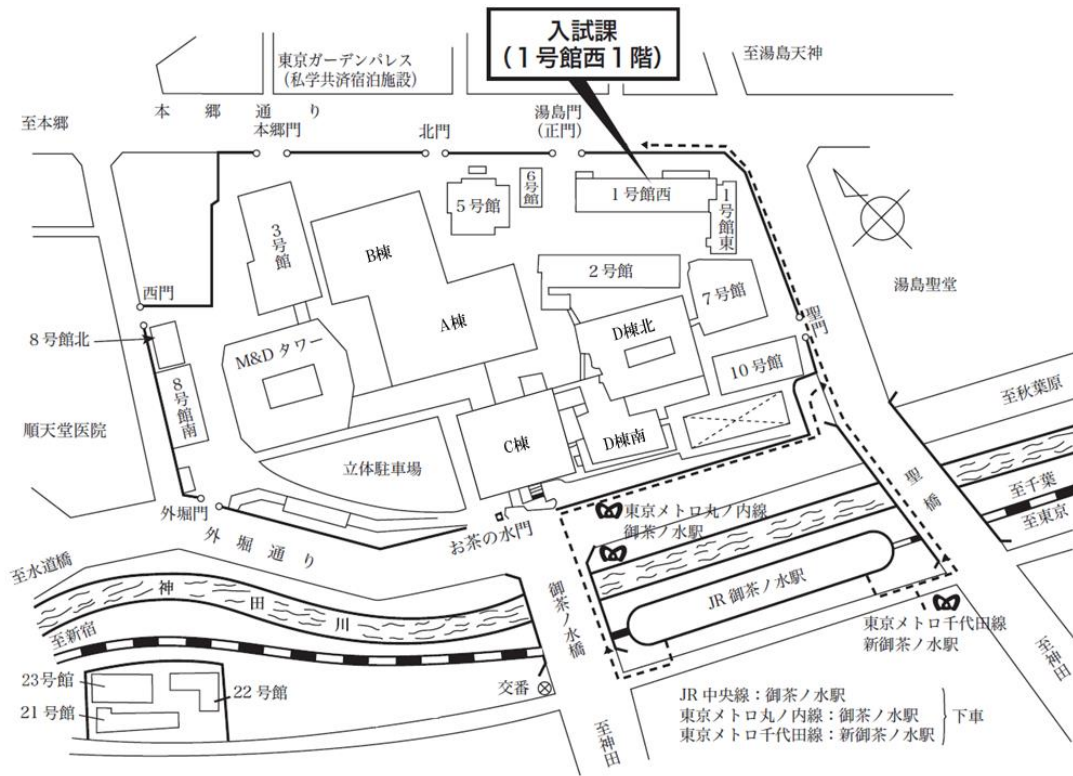 入試課
（1号館西1階）
至湯島天神
東京ガーデンパレス
（私学共済宿泊施設）
本郷通り
至本郷
本郷門
北門
湯島門
（正門）
6号館
5号館
1号館西
1号館東
3号館
B棟
2号館
7号館
湯島聖堂
西門
A棟
D棟北
聖門
8号館北
M&Dタワー
10号館
至秋葉原
8号館南
順天堂医院
C棟
D棟南
立体駐車場
聖橋
至千葉
至東京
外堀門
お茶の水門
東京メトロ丸ノ内線
御茶ノ水駅
外堀通り
至水道橋
神田川
御茶ノ水橋
JR御茶ノ水駅
東京メトロ千代田線
新御茶ノ水駅
至新宿
至神田
23号館
22号館
21号館
交番
至神田
JR中央線：御茶ノ水駅
東京メトロ丸ノ内線：御茶ノ水駅
東京メトロ千代田線：新御茶ノ水駅
下車